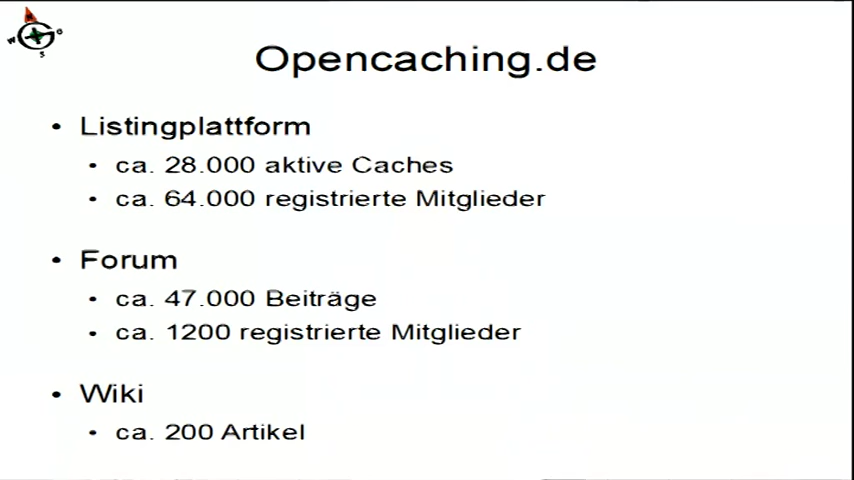 W O
S
Opencaching.de
• Listingplattform
• ca. 28.000 aktive Caches
• ca. 64.000 registrierte Mitglieder
• Forum
• ca. 47.000 Beiträge
• ca. 1200 registrierte Mitglieder
• Wiki
• ca. 200 Artikel